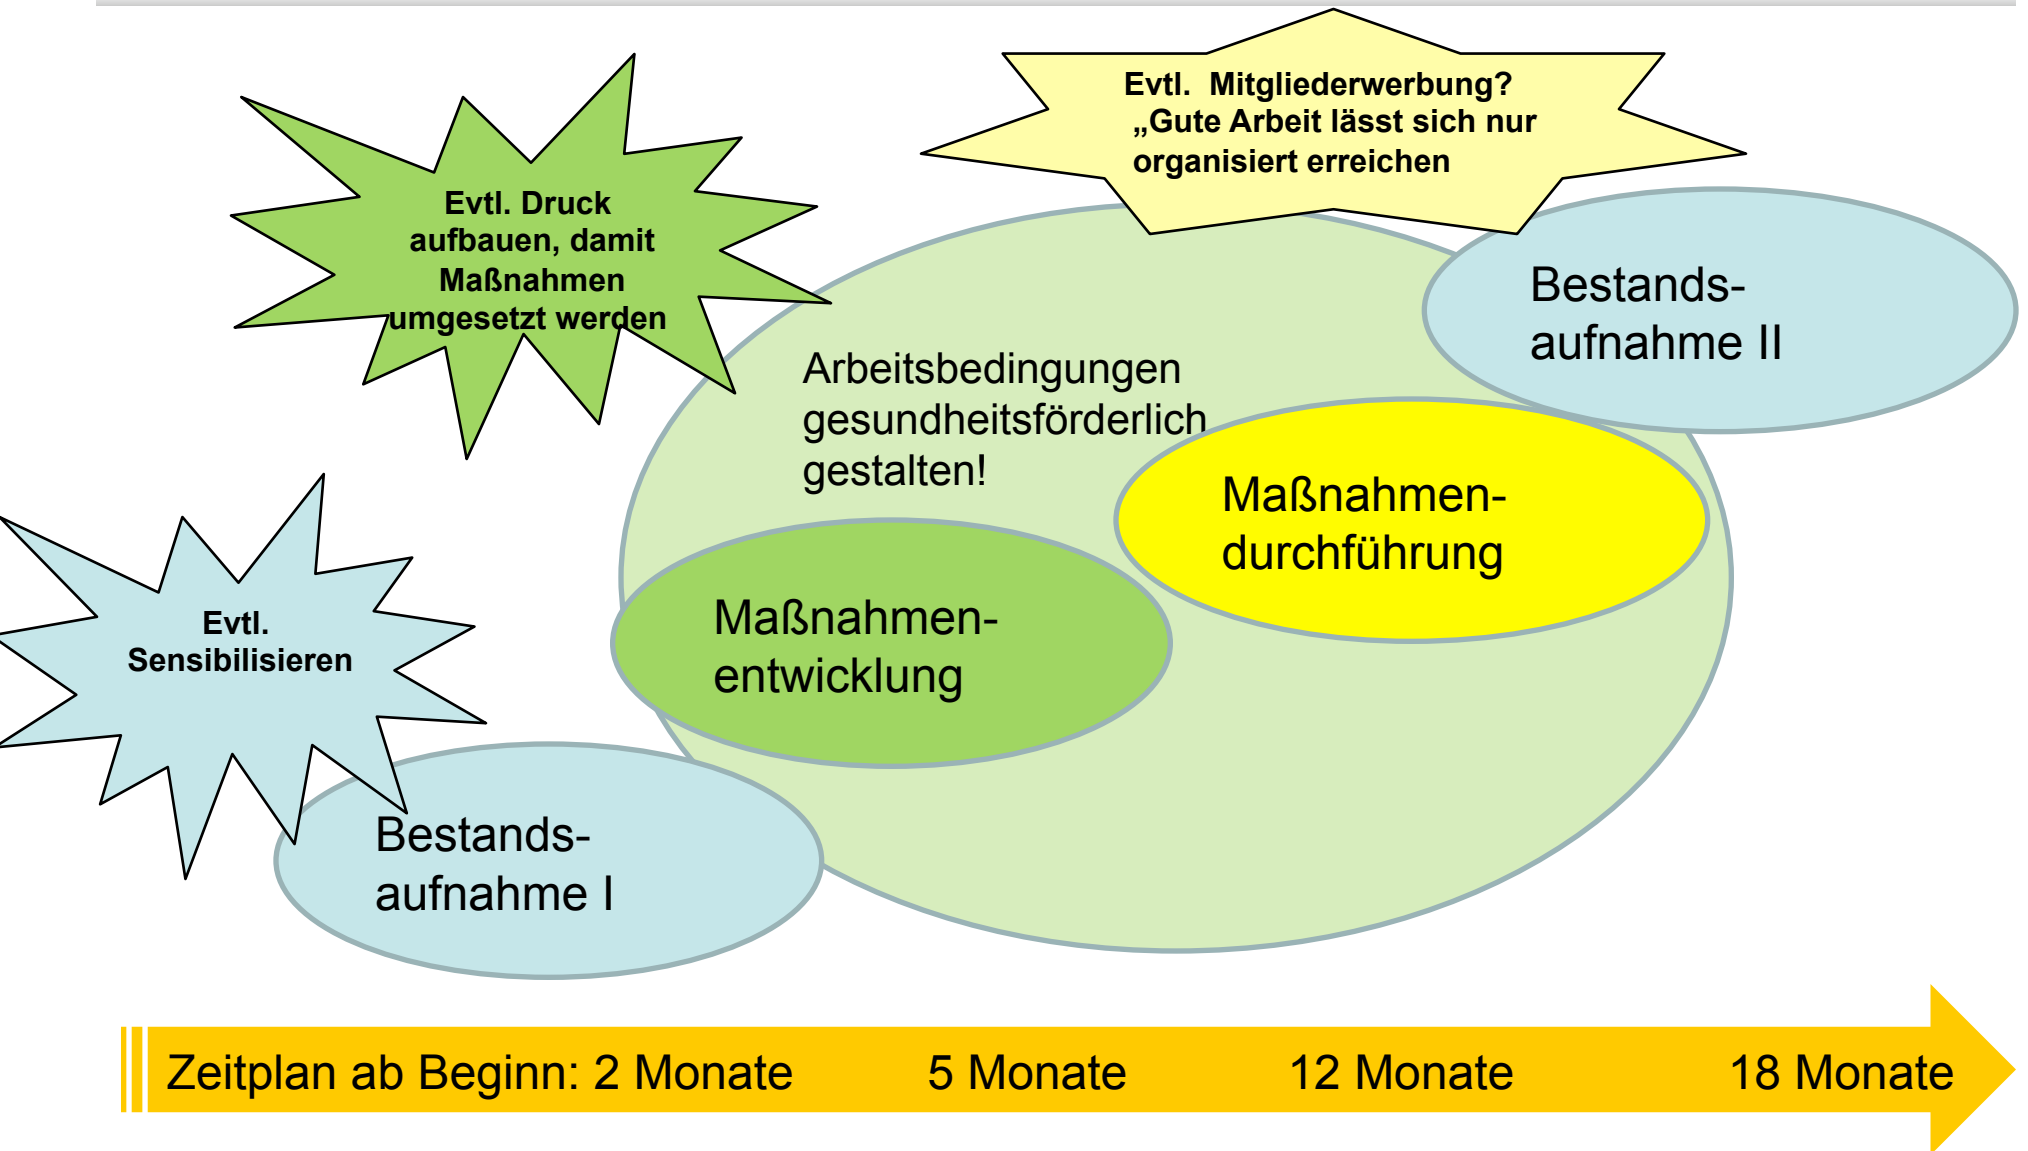 Evtl. Mitgliederwerbung?
„Gute Arbeit lässt sich nur
organisiert erreichen
Evtl. Druck
aufbauen, damit
Maßnahmen
umgesetzt werden
Bestands-
aufnahme II
Arbeitsbedingungen
gesundheitsförderlich
gestalten!
Maßnahmen-
durchführung
Evtl.
Sensibilisieren
Maßnahmen-
entwicklung
Bestands-
aufnahme I
Zeitplan ab Beginn: 2 Monate 5 Monate 12 Monate 18 Monate